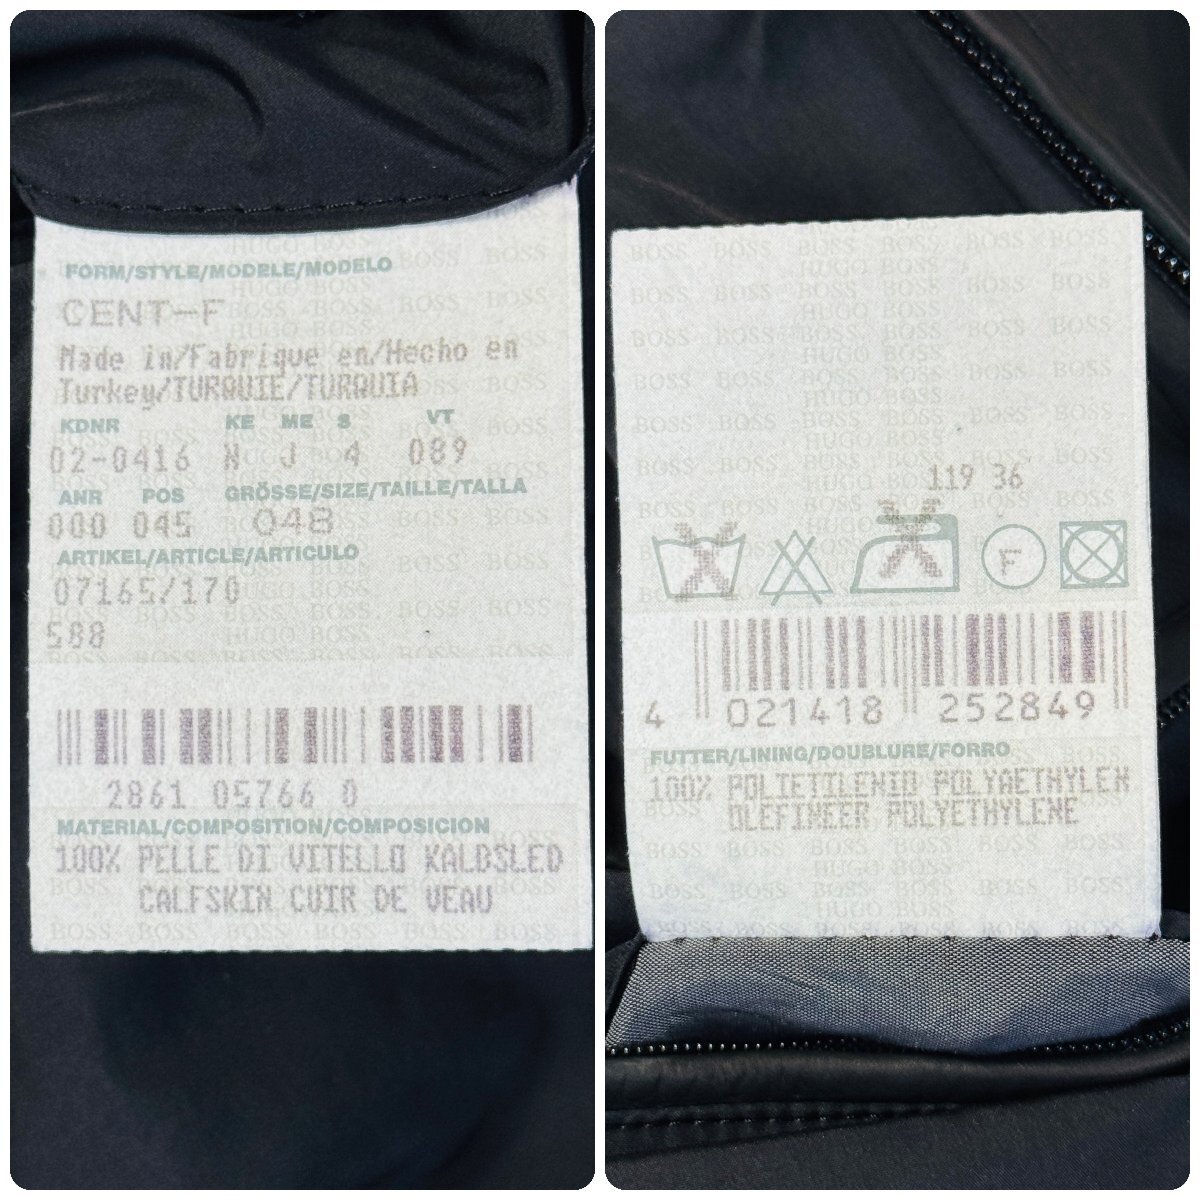 FORM/STYLE/MODELE/MODELO
CENT-F
Made in/Fabrique en/Hecho en
Turkey/TURQUIE/TURQUIA
KDNR KE ME S VT
02-0416 N J 4 089
ANR POS GRÖSSE/SIZE/TAILLE/TALLA
000 045 048
ARTIKEL/ARTICLE/ARTICULO
07165/170
588
2861 05766 0
MATERIAL/COMPOSITION/COMPOSICION
100% PELLE DI VITELLO KALBSLED
CALFSKIN CUIR DE VEAU
HUGO BOSS
119 36
F
4 021418 252849
FUTTER/LINING/DOUBLURE/FORRO
100% POLIETILENIO POLYAETHYLEN
OLEFINEER POLYETHYLENE